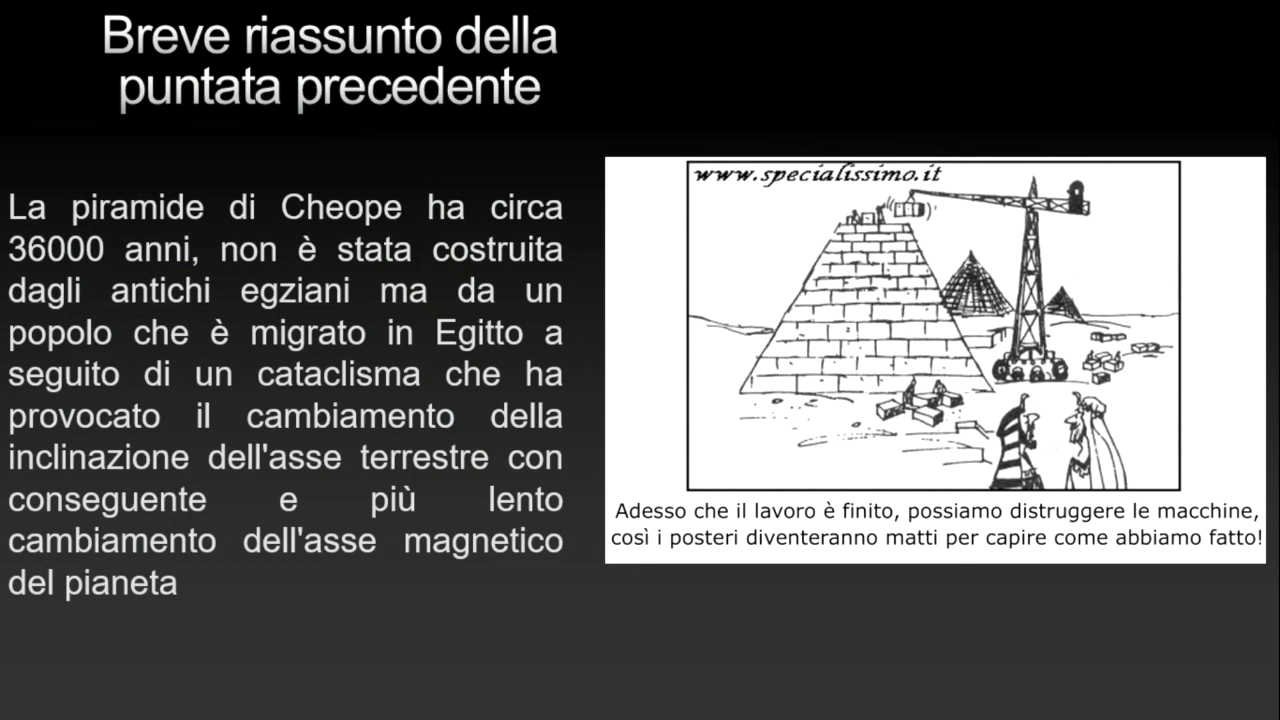 Breve riassunto della
puntata precedente
La piramide di Cheope ha circa
36000 anni, non è stata costruita
dagli antichi egziani ma da un
popolo che è migrato in Egitto a
seguito di un cataclisma che ha
provocato il cambiamento della
inclinazione dell'asse terrestre con
conseguente e più lento
cambiamento dell'asse magnetico
del pianeta
www.specialissimo.it
Adesso che il lavoro è finito, possiamo distruggere le macchine,
così i posteri diventeranno matti per capire come abbiamo fatto!